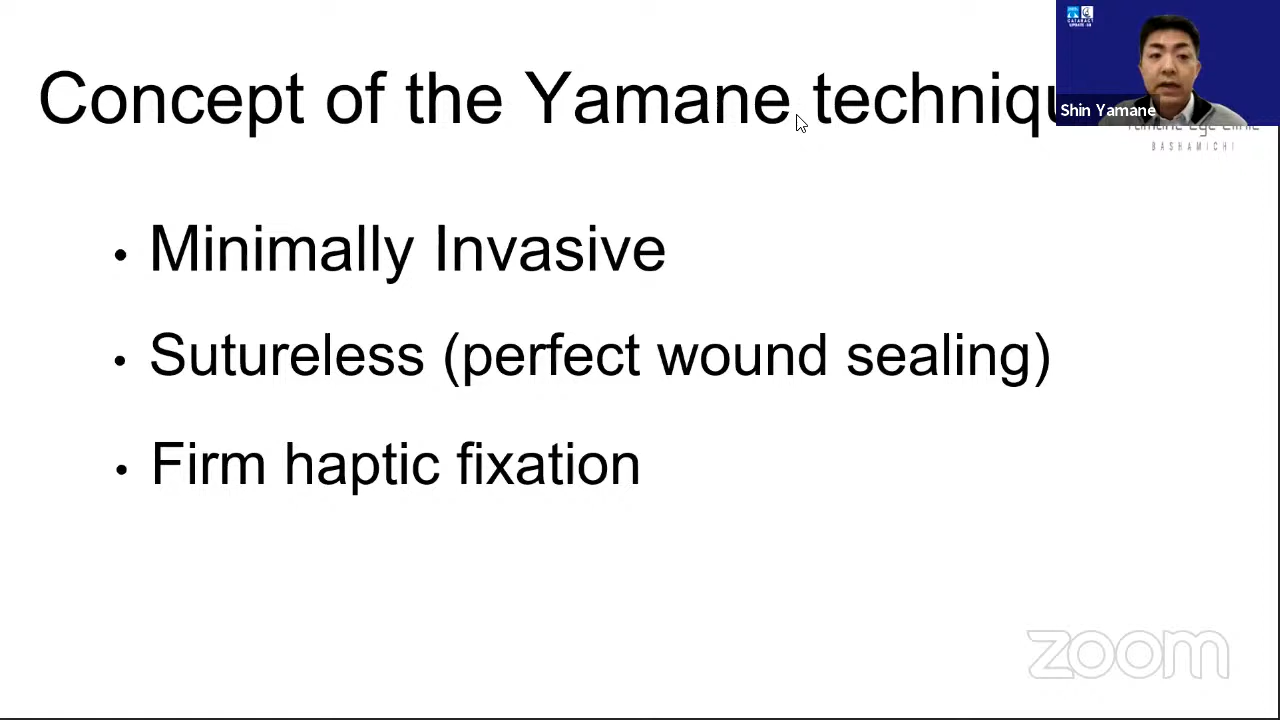 Concept of the Yamane techniqu
Shin Yamane
BASHAMICHI
• Minimally Invasive
• Sutureless (perfect wound sealing)
• Firm haptic fixation
zoom